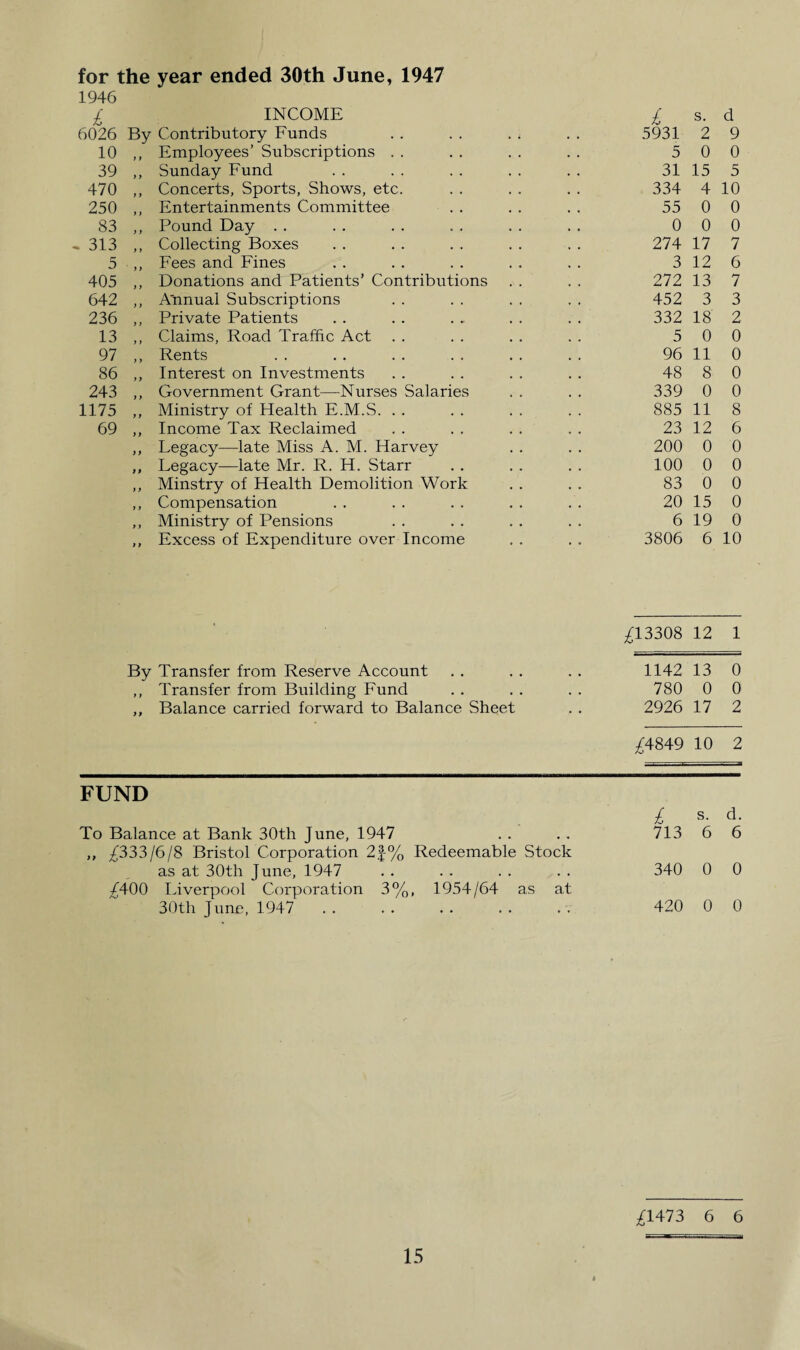 for the year ended 30th June, 1947
1946
£ INCOME £ s. d
6026 By Contributory Funds .. .. .. .. 5931 2 9
10 ,, Employees' Subscriptions .. .. .. .. 5 0 0
39 ,, Sunday Fund .. .. .. .. .. 31 15 5
470 ,, Concerts, Sports, Shows, etc. .. .. .. 334 4 10
250 ,, Entertainments Committee .. .. .. 55 0 0
83 ,, Pound Day .. .. .. .. .. .. 0 0 0
313 ,, Collecting Boxes .. .. .. .. .. 274 17 7
5 ,, Fees and Fines .. .. .. .. .. 3 12 6
405 ,, Donations and Patients' Contributions .. .. 272 13 7
642 ,, Annual Subscriptions .. .. .. .. 452 3 3
236 ,, Private Patients .. .. .. .. .. 332 18 2
13 ,, Claims, Road Traffic Act .. .. .. .. 5 0 0
97 ,, Rents .. .. .. .. .. .. 96 11 0
86 ,, Interest on Investments .. .. .. .. 48 8 0
243 ,, Government Grant—Nurses Salaries .. .. 339 0 0
1175 ,, Ministry of Health E.M.S. .. .. .. .. 885 11 8
69 ,, Income Tax Reclaimed .. .. .. .. 23 12 6
,, Legacy—late Miss A. M. Harvey .. .. 200 0 0
,, Legacy—late Mr. R. H. Starr .. .. .. 100 0 0
,, Minstry of Health Demolition Work .. .. 83 0 0
,, Compensation .. .. .. .. .. 20 15 0
,, Ministry of Pensions .. .. .. .. 6 19 0
,, Excess of Expenditure over Income .. .. 3806 6 10
£13308 12 1
By Transfer from Reserve Account .. .. .. 1142 13 0
,, Transfer from Building Fund .. .. .. 780 0 0
,, Balance carried forward to Balance Sheet .. 2926 17 2
£4849 10 2
FUND
£ s. d.
To Balance at Bank 30th June, 1947 .. .. 713 6 6
,, £333/6/8 Bristol Corporation 2¾% Redeemable Stock
as at 30th June, 1947 .. .. .. .. 340 0 0
£400 Liverpool Corporation 3%, 1954/64 as at
30th June, 1947 .. .. .. .. .. 420 0 0
£1473 6 6
15